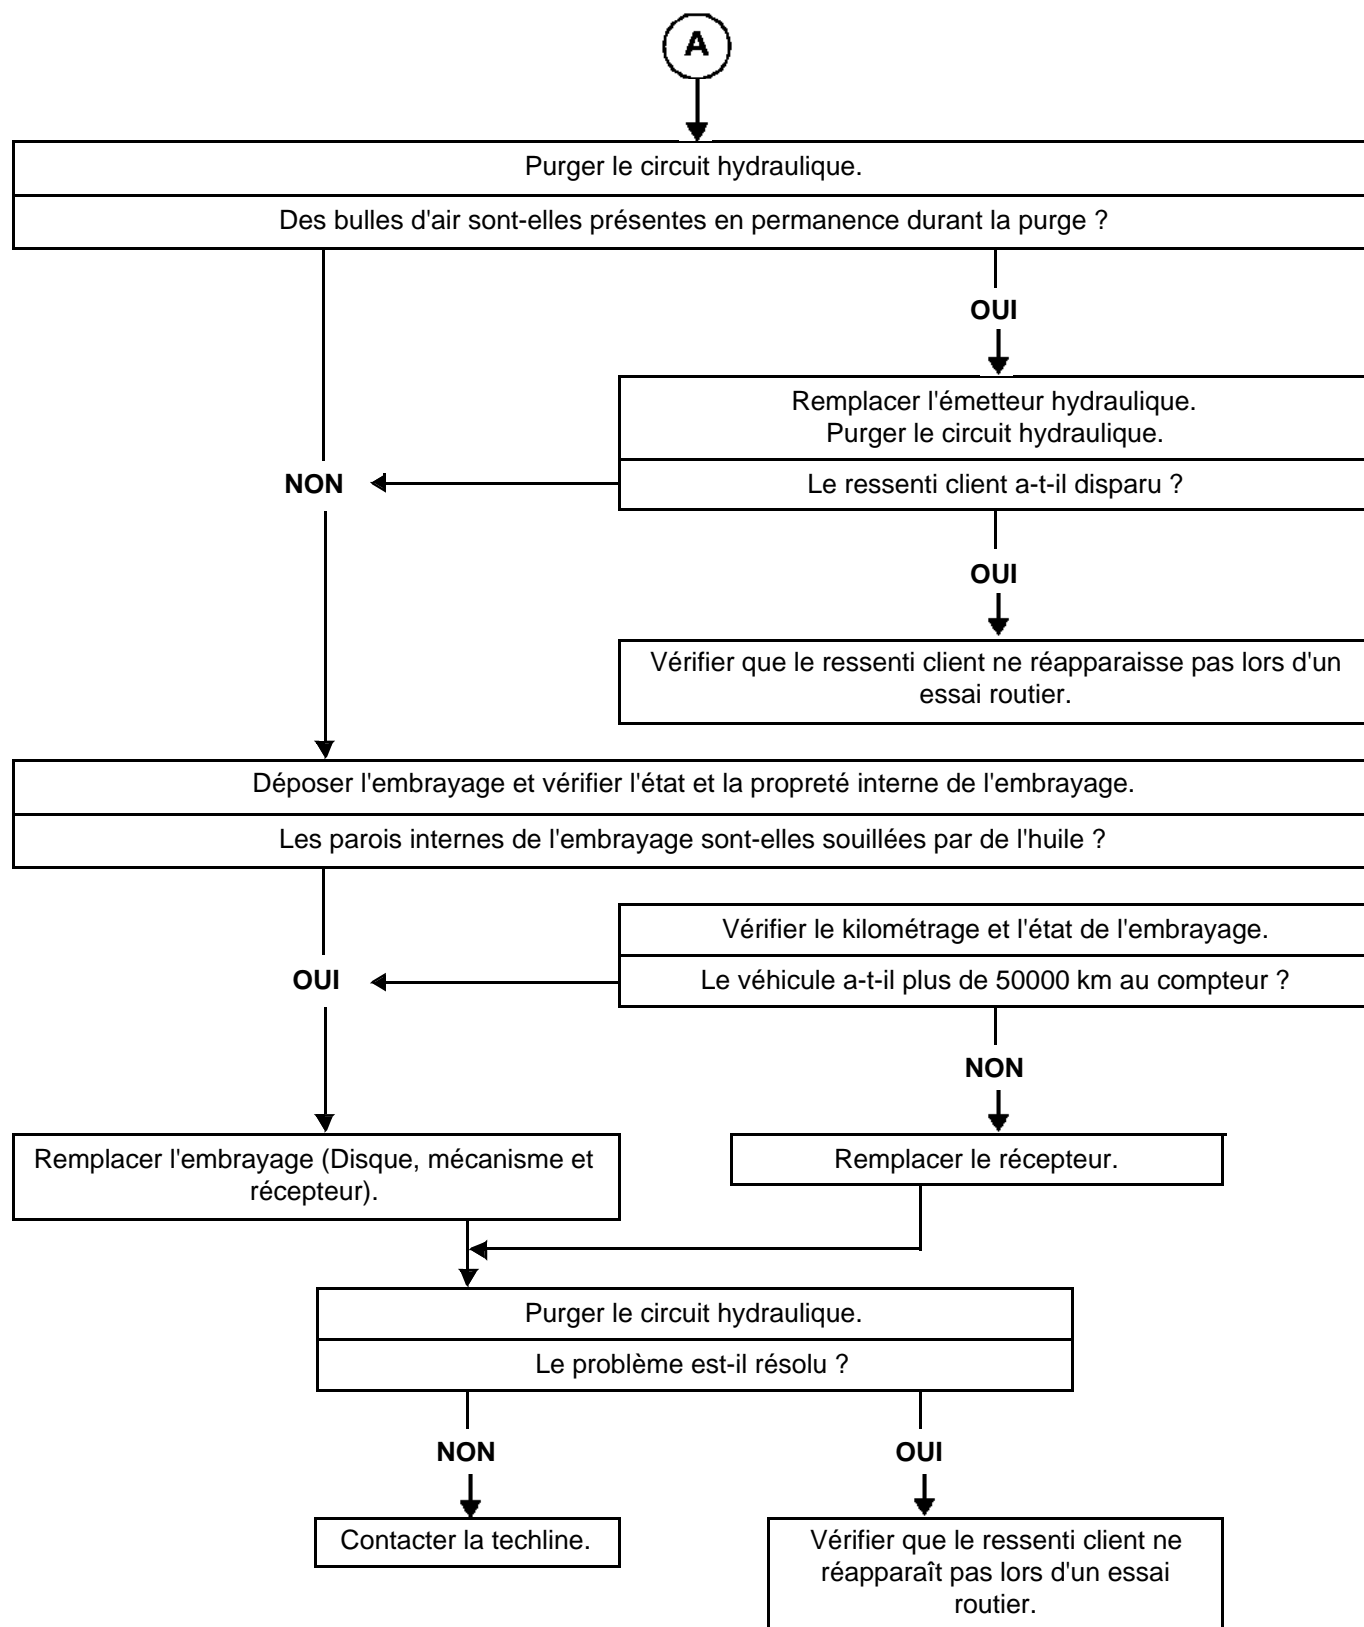 A
Purger le circuit hydraulique.
Des bulles d'air sont-elles présentes en permanence durant la purge ?
OUI
Remplacer l'émetteur hydraulique.
Purger le circuit hydraulique.
NON
Le ressenti client a-t-il disparu ?
OUI
Vérifier que le ressenti client ne réapparaisse pas lors d'un
essai routier.
Déposer l'embrayage et vérifier l'état et la propreté interne de l'embrayage.
Les parois internes de l'embrayage sont-elles souillées par de l'huile ?
Vérifier le kilométrage et l'état de l'embrayage.
OUI
Le véhicule a-t-il plus de 50000 km au compteur ?
NON
Remplacer l'embrayage (Disque, mécanisme et
récepteur).
Remplacer le récepteur.
Purger le circuit hydraulique.
Le problème est-il résolu ?
NON
OUI
Contacter la techline.
Vérifier que le ressenti client ne
réapparaît pas lors d'un essai
routier.